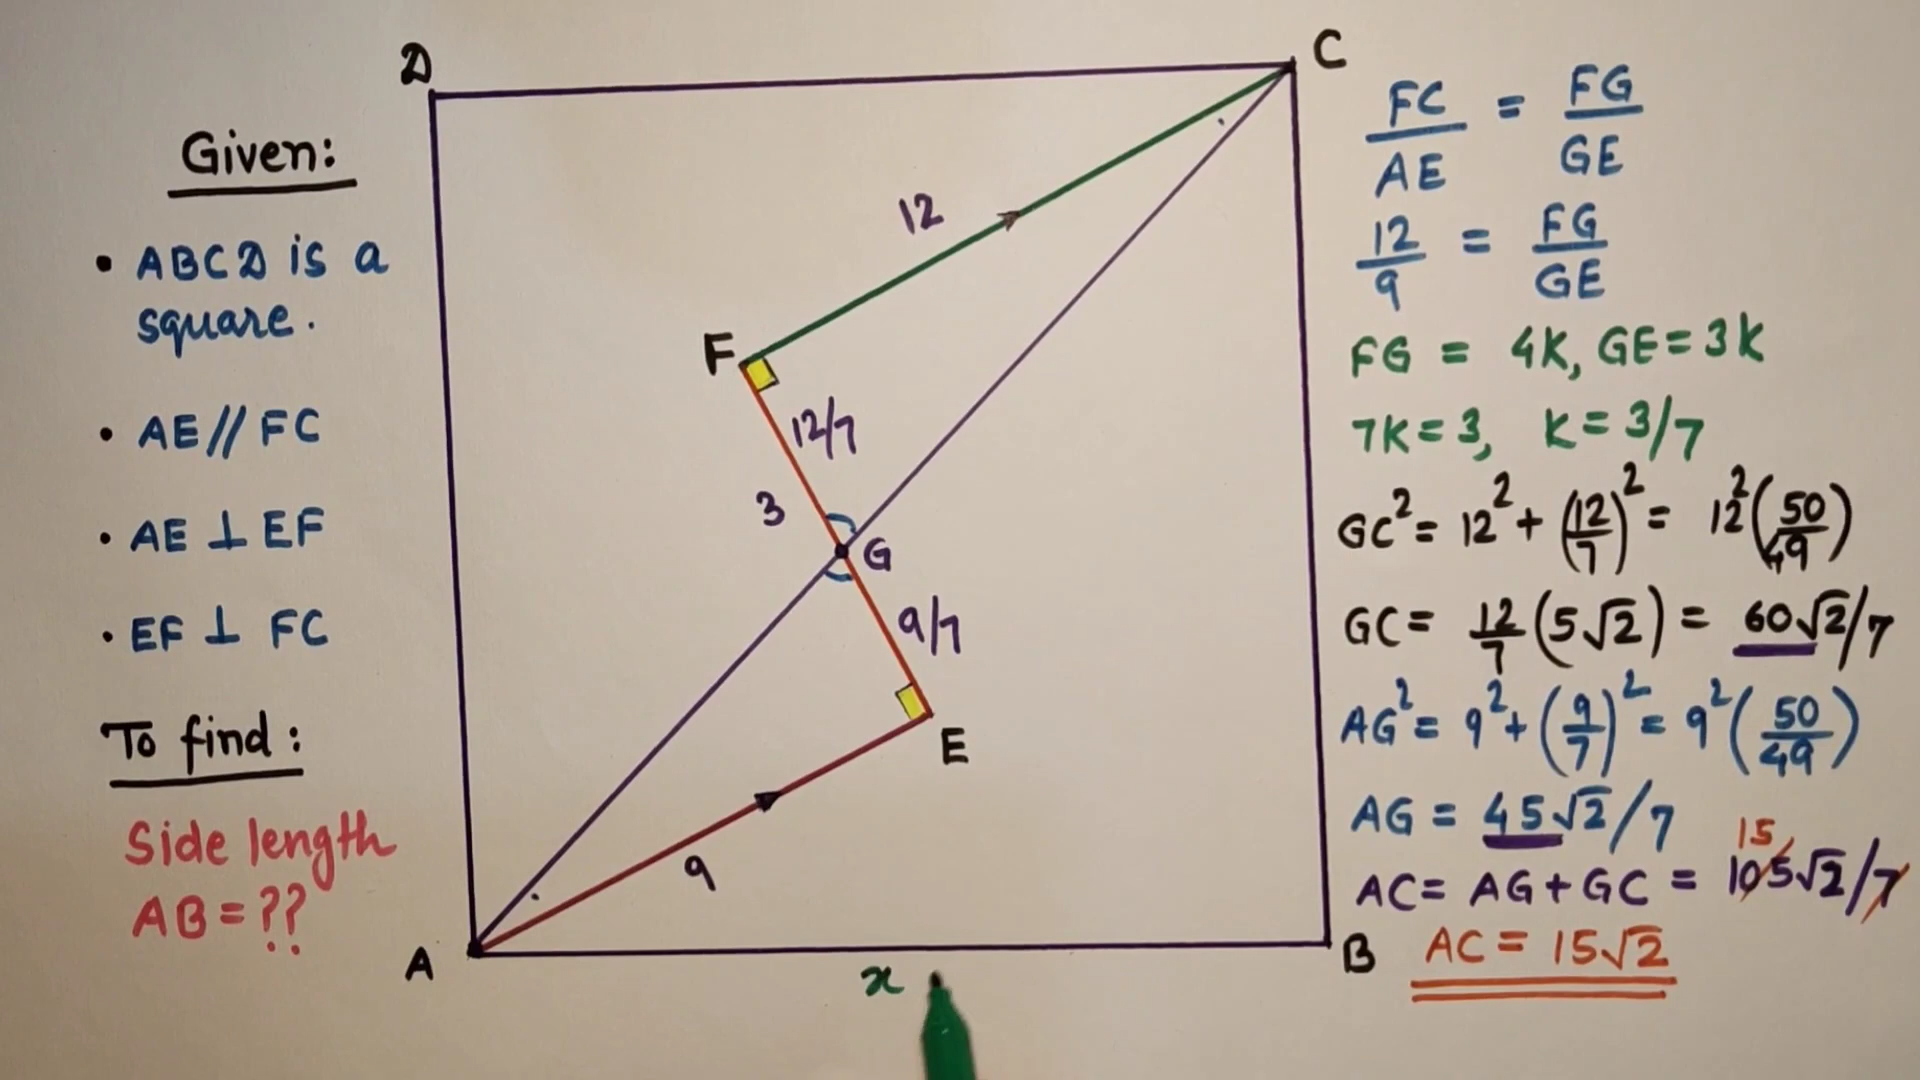 Given:
• ABCD is a
square.
• AE // FC
• AE ⊥ EF
• EF ⊥ FC
To find:
Side length
AB = ??
D
C
12
F
12/7
3
G
9/7
E
9
A
B
x
FC/AE = FG/GE
12/9 = FG/GE
FG = 4K, GE = 3K
7K = 3, K = 3/7
GC² = 12² + (12/7)² = 12² (50/49)
GC = 12/7 (5√2) = 60√2/7
AG² = 9² + (9/7)² = 9² (50/49)
AG = 45√2/7
15
AC = AG + GC = 105√2/7
AC = 15√2